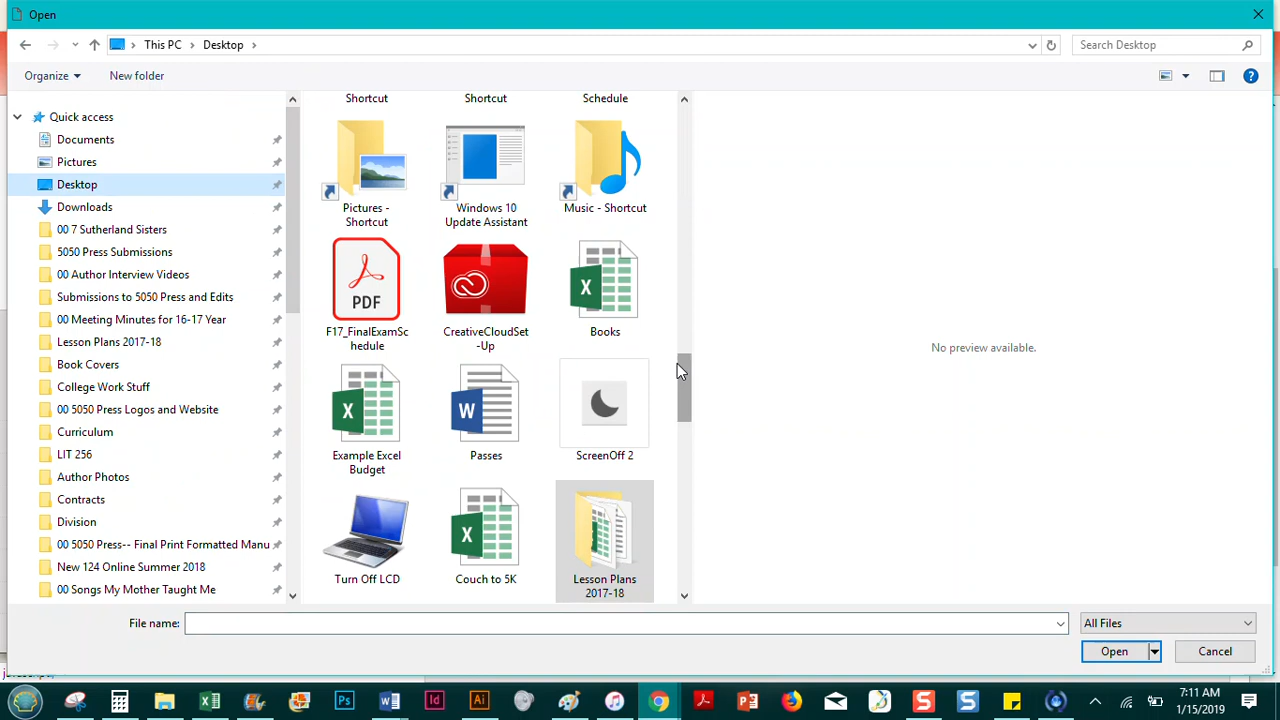 Open
This PC
Desktop
Search Desktop
Organize
New folder
Quick access
Documents
Pictures
Desktop
Downloads
00 7 Sutherland Sisters
5050 Press Submissions
00 Author Interview Videos
Submissions to 5050 Press and Edits
00 Meeting Minutes for 16-17 Year
Lesson Plans 2017-18
Book Covers
College Work Stuff
00 5050 Press Logos and Website
Curriculum
LIT 256
Author Photos
Contracts
Division
00 5050 Press-- Final Print Formatted Manu
New 124 Online Summer 2018
00 Songs My Mother Taught Me
Shortcut
Shortcut
Schedule
Pictures -
Shortcut
Windows 10
Update Assistant
Music - Shortcut
PDF
F17_FinalExamSc
hedule
CreativeCloudSet
-Up
X
Books
X
Example Excel
Budget
W
Passes
ScreenOff 2
Turn Off LCD
X
Couch to 5K
Lesson Plans
2017-18
No preview available.
File name:
All Files
Open
Cancel
Ps
Id
Ai
7:11 AM
1/15/2019